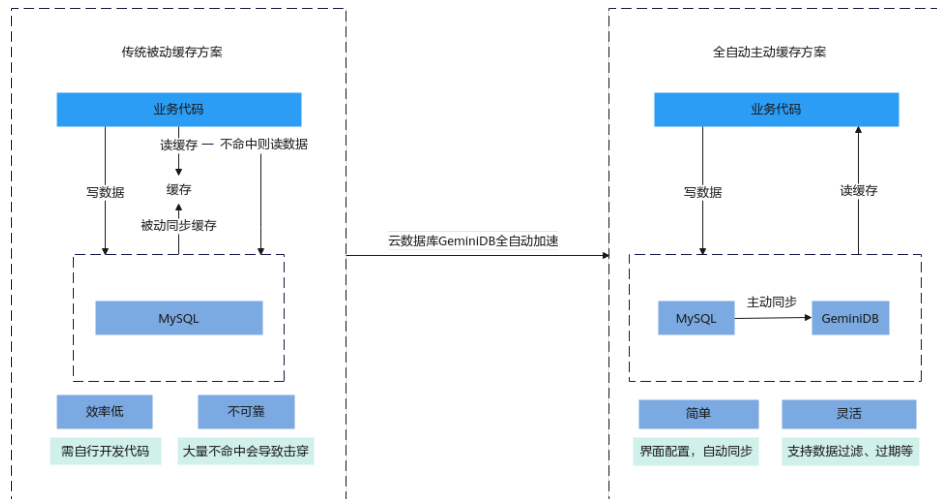 传统被动缓存方案
业务代码
读缓存 — 不命中则读数据
写数据
缓存
被动同步缓存
MySQL
效率低
不可靠
需自行开发代码
大量不命中会导致击穿
云数据库GeminiDB全自动加速
全自动主动缓存方案
业务代码
写数据
读缓存
主动同步
MySQL
GeminiDB
简单
灵活
界面配置，自动同步
支持数据过滤、过期等